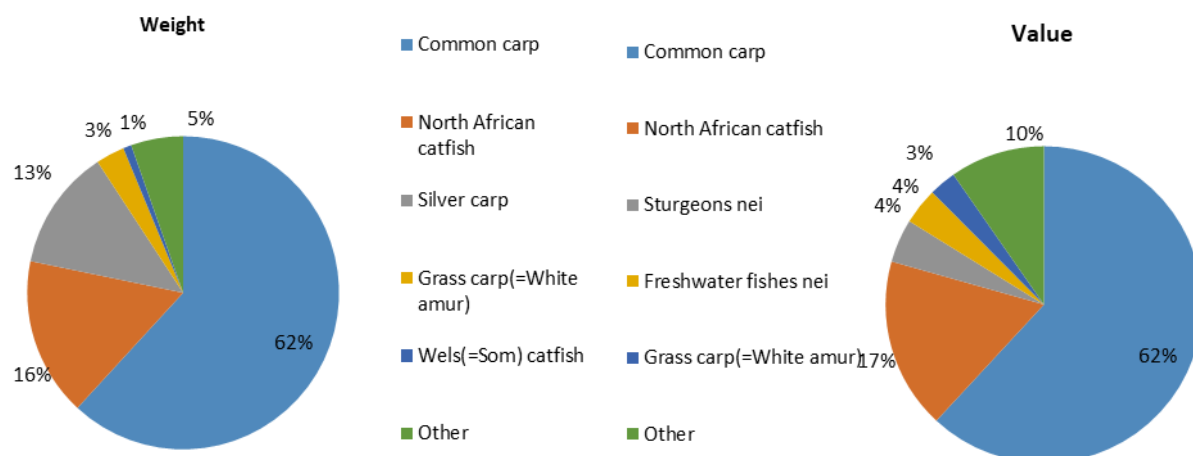 Weight
5%
1%
3%
13%
16%
62%
Common carp
North African
catfish
Silver carp
Grass carp(=White
amur)
Wels(=Som) catfish
Other
Common carp
North African catfish
Sturgeons nei
Freshwater fishes nei
Grass carp(=White amur)
Other
Value
10%
3%
4%
4%
17%
62%